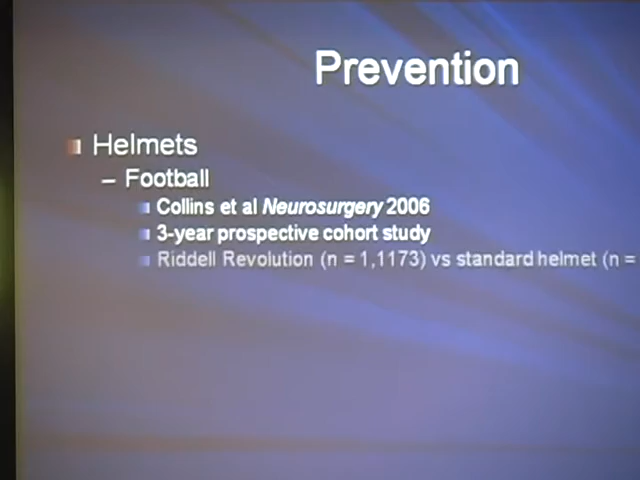 Prevention
Helmets
– Football
Collins et al Neurosurgery 2006
3-year prospective cohort study
Riddell Revolution (n = 1,1173) vs standard helmet (n =